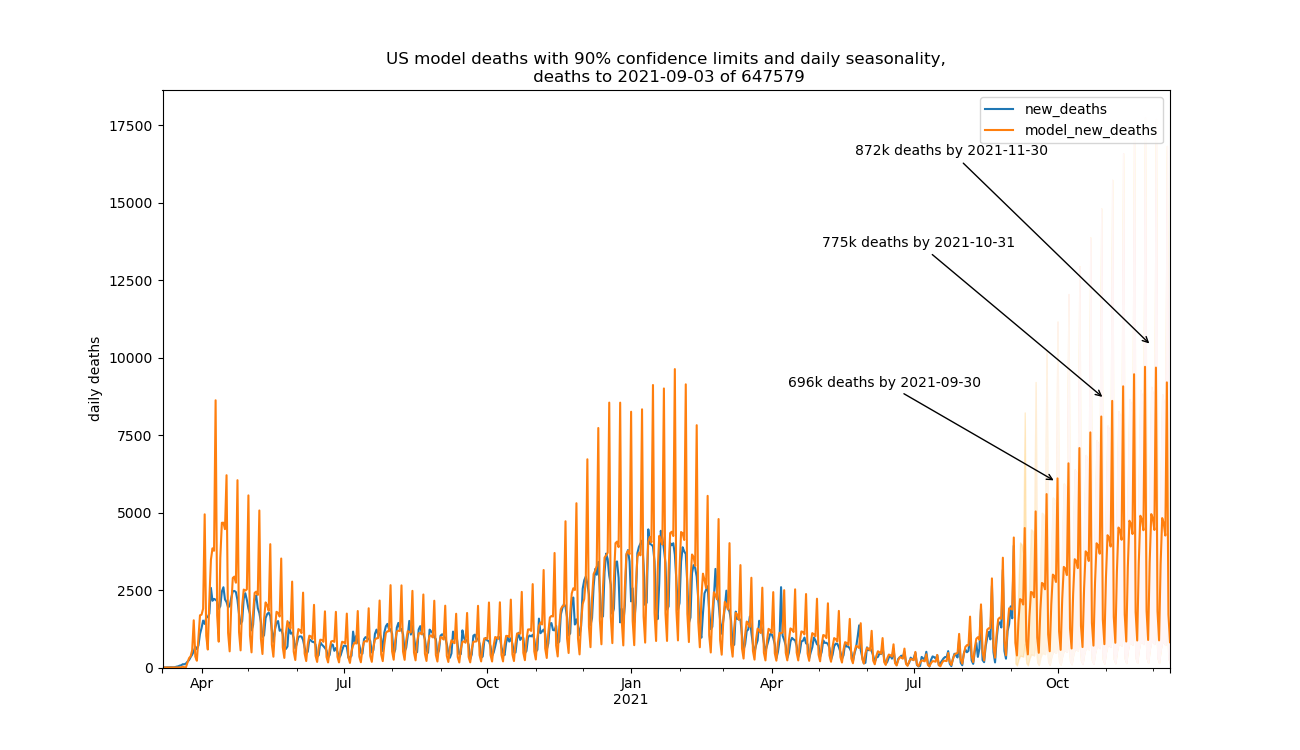 US model deaths with 90% confidence limits and daily seasonality,
deaths to 2021-09-03 of 647579
new_deaths
model_new_deaths
872k deaths by 2021-11-30
775k deaths by 2021-10-31
696k deaths by 2021-09-30
daily deaths
17500
15000
12500
10000
7500
5000
2500
0
Apr
Jul
Oct
Jan
2021
Apr
Jul
Oct